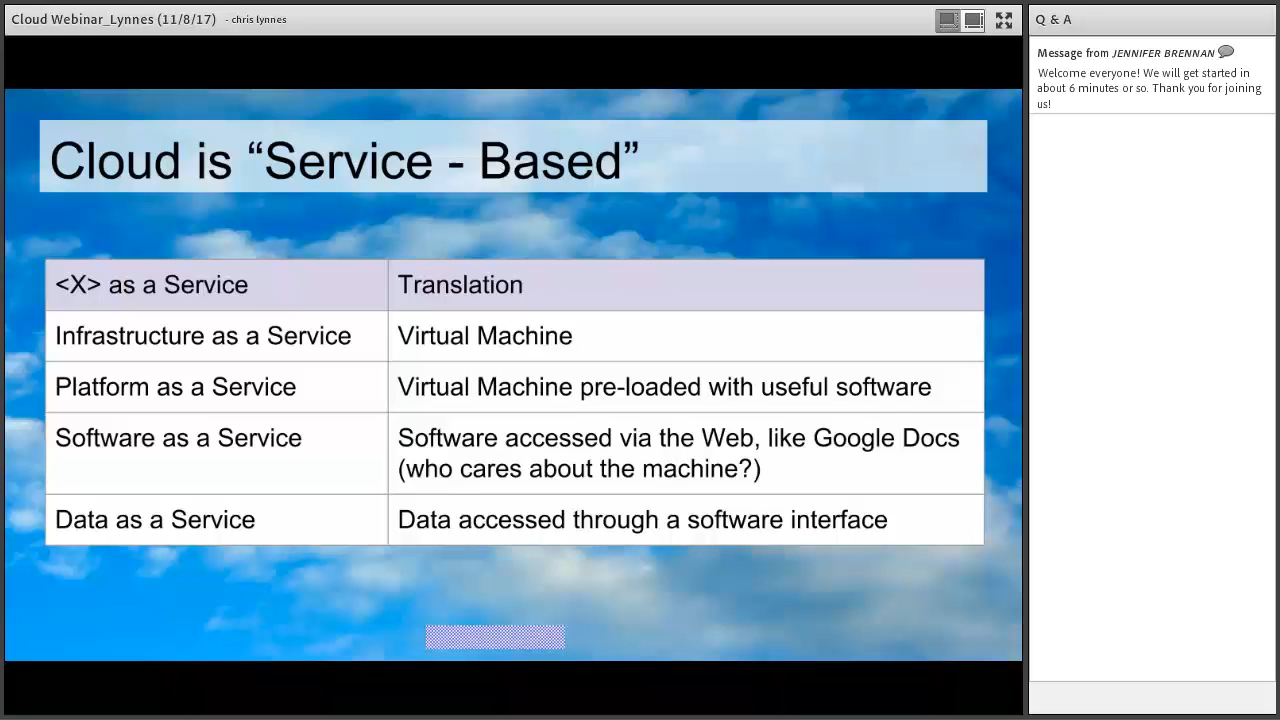 Cloud Webinar_Lynnes (11/8/17) - chris lynnes
Cloud is “Service - Based”
<X> as a Service Translation
Infrastructure as a Service Virtual Machine
Platform as a Service Virtual Machine pre-loaded with useful software
Software as a Service Software accessed via the Web, like Google Docs
(who cares about the machine?)
Data as a Service Data accessed through a software interface
Q & A
Message from JENNIFER BRENNAN
Welcome everyone! We will get started in
about 6 minutes or so. Thank you for joining
us!